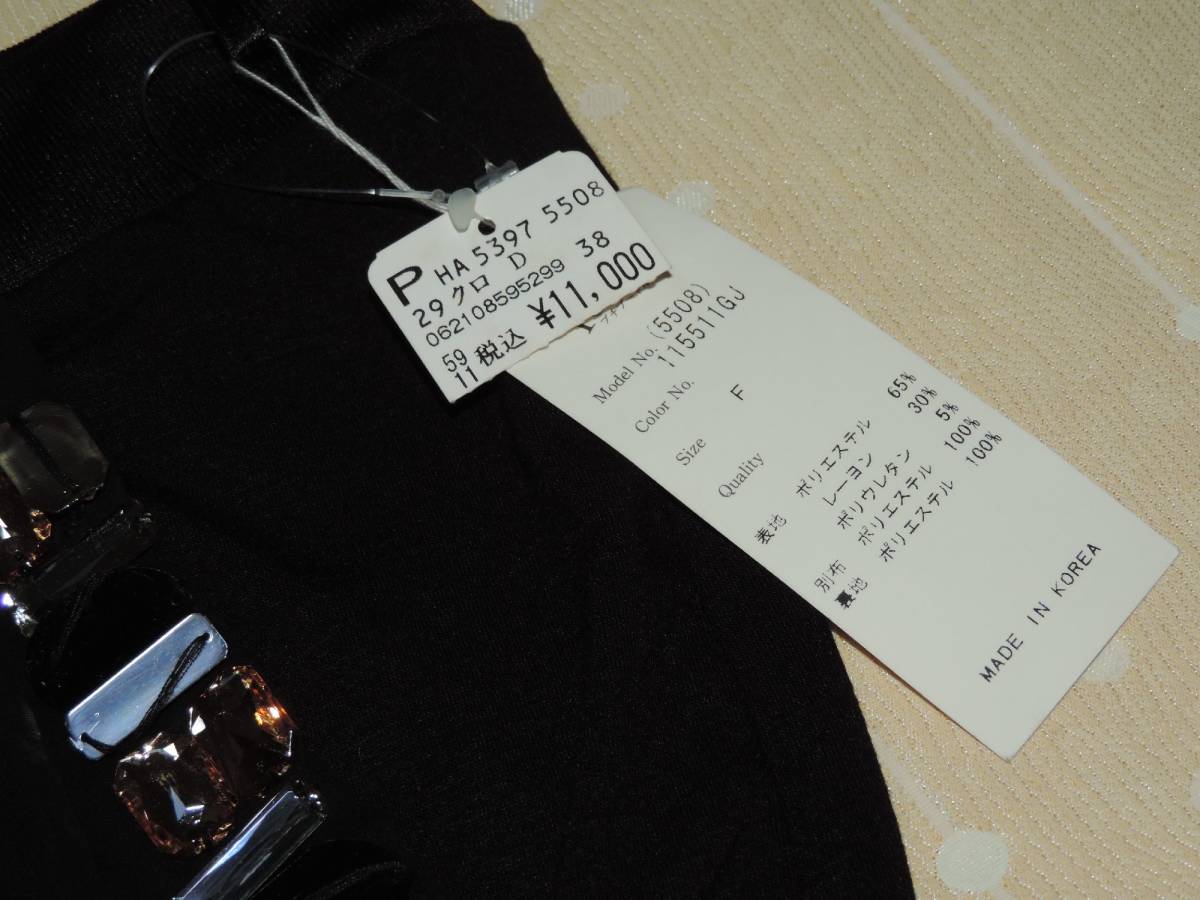 P HA 5397 5508
29 クロ D
062108595299 38
59
11 税込 ¥11,000
Model No. (5508)
115511GJ
Color No.
Size F
Quality
表地 ポリエステル 65%
レーヨン 30%
ポリウレタン 5%
別布 ポリエステル 100%
裏地 ポリエステル 100%
MADE IN KOREA